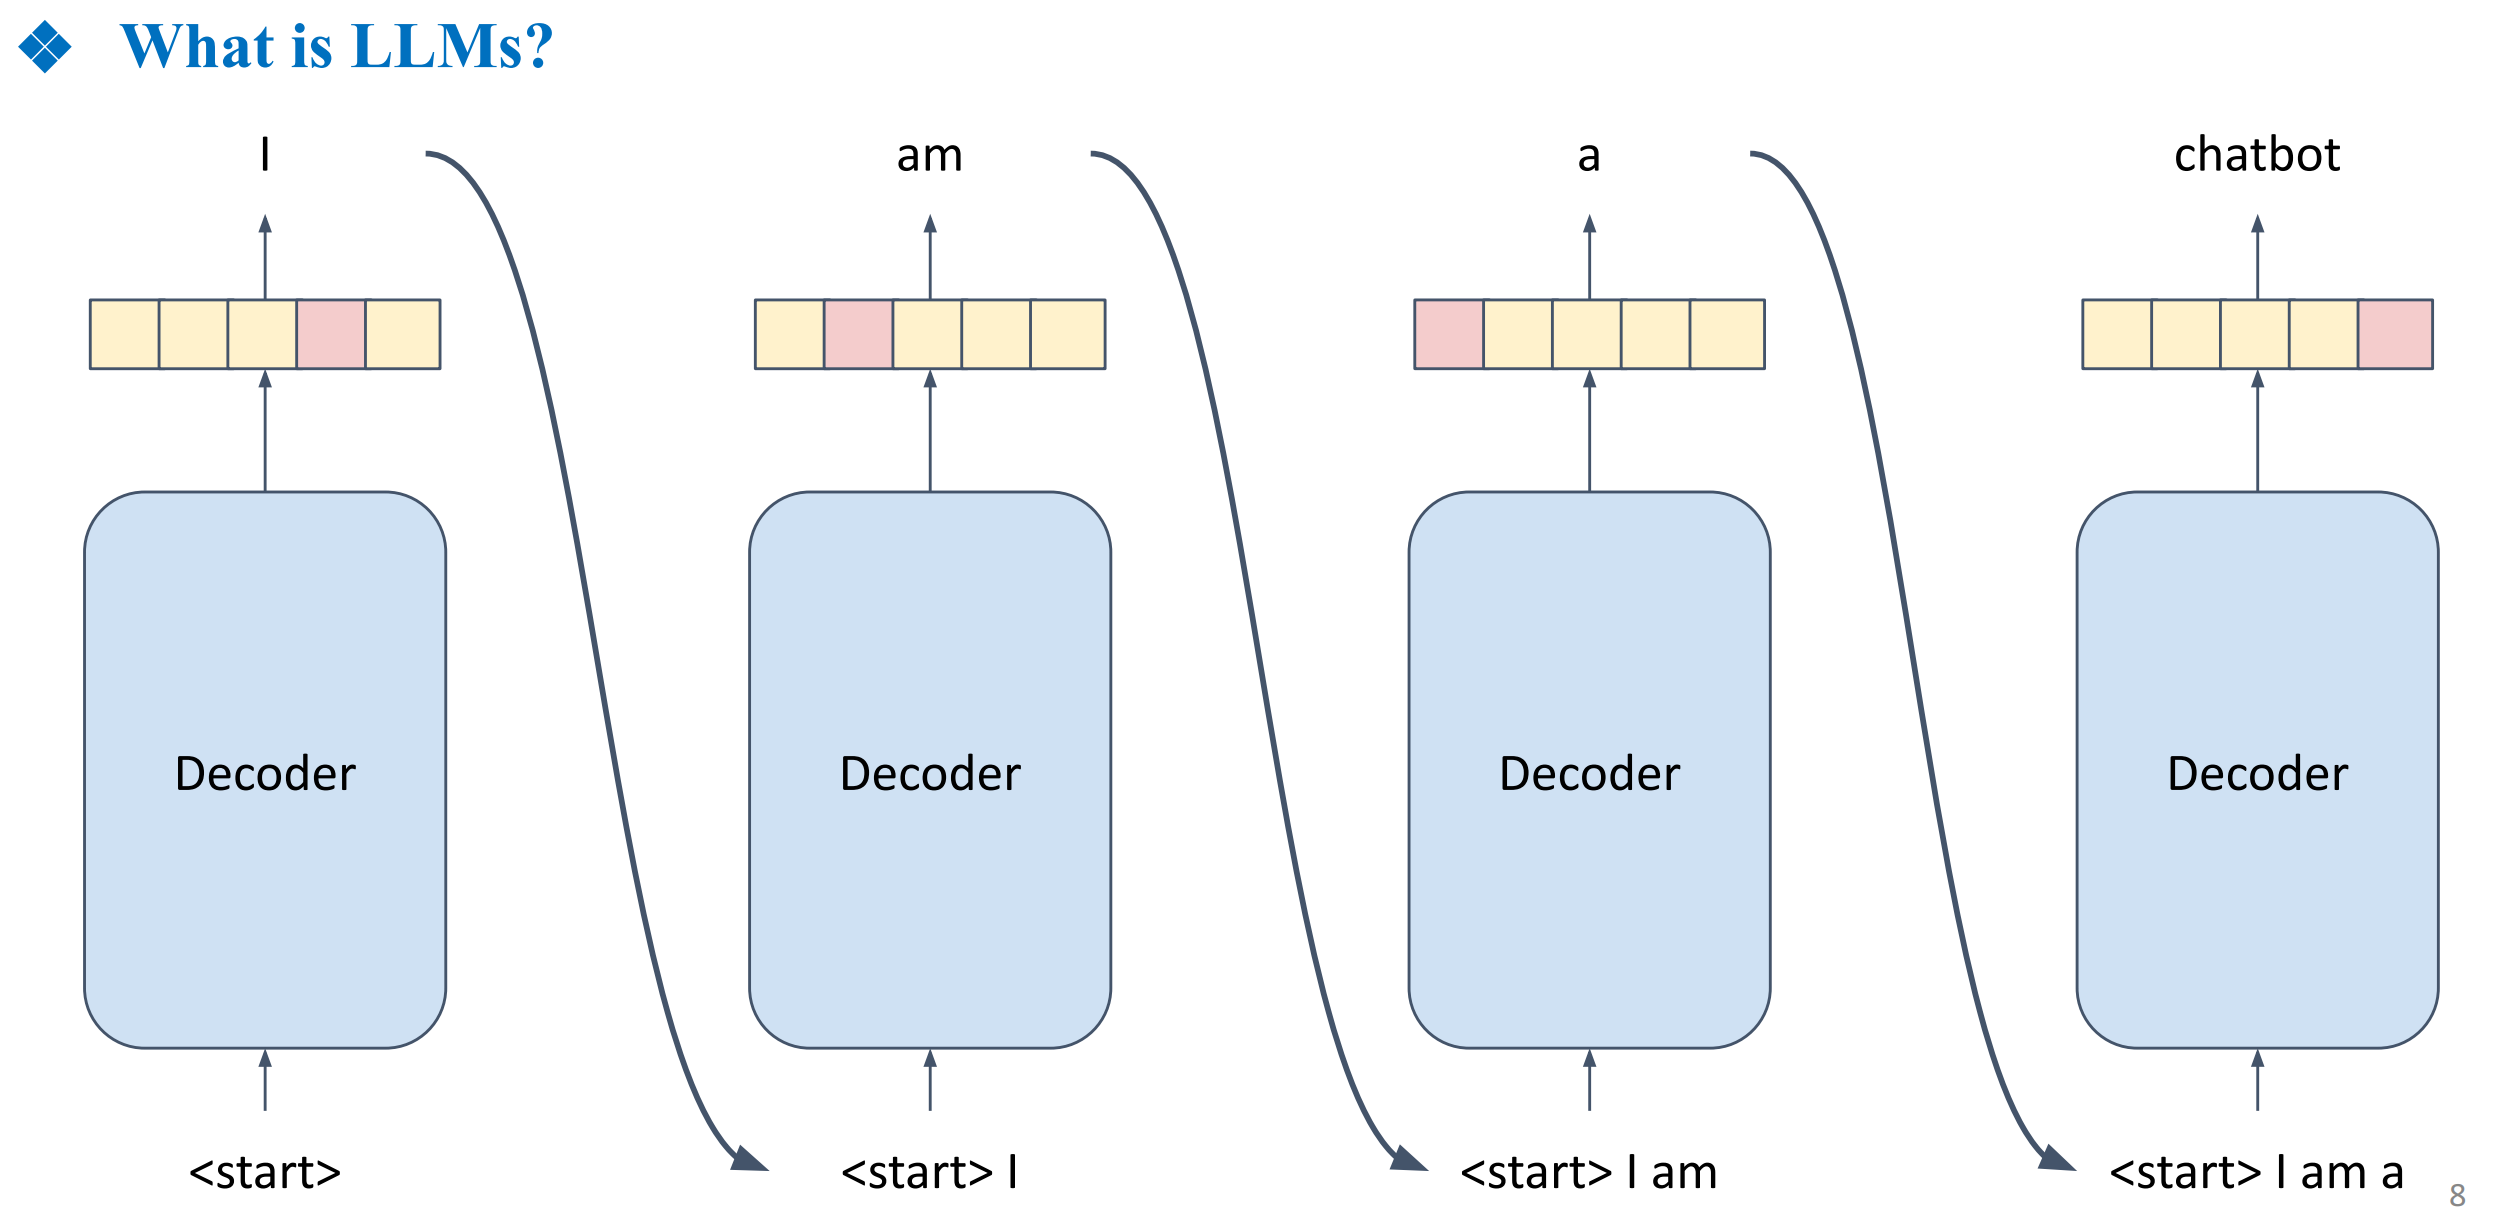 What is LLMs?
I
am
a
chatbot
Decoder
Decoder
Decoder
Decoder
<start>
<start> I
<start> I am
<start> I am a
8